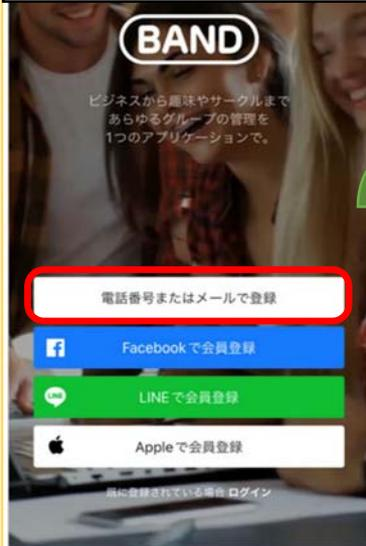 BAND
ビジネスから趣味やサークルまで
あらゆるグループの管理を
1つのアプリケーションで。
電話番号またはメールで登録
Facebookで会員登録
LINE
LINEで会員登録
Appleで会員登録
既に登録されている場合 ログイン